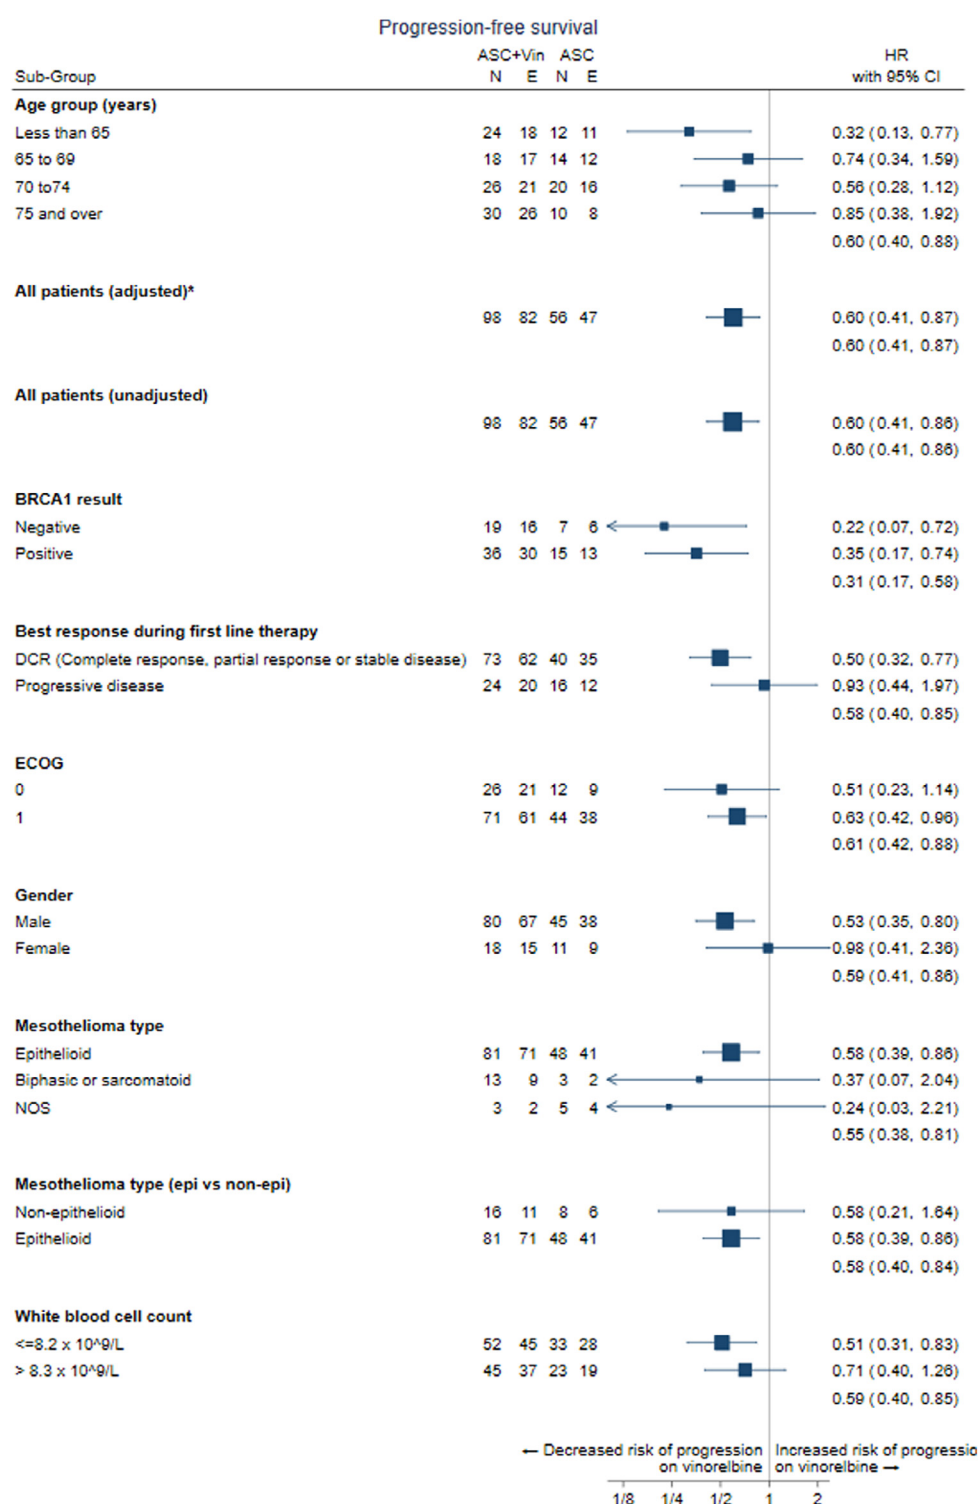 Progression-free survival
ASC+Vin ASC HR
Sub-Group N E N E with 95% CI
Age group (years)
Less than 65 24 18 12 11 0.32 (0.13, 0.77)
65 to 69 18 17 14 12 0.74 (0.34, 1.59)
70 to74 26 21 20 16 0.56 (0.28, 1.12)
75 and over 30 26 10 8 0.85 (0.38, 1.92)
0.60 (0.40, 0.88)
All patients (adjusted)*
98 82 56 47 0.60 (0.41, 0.87)
0.60 (0.41, 0.87)
All patients (unadjusted)
98 82 56 47 0.60 (0.41, 0.86)
0.60 (0.41, 0.86)
BRCA1 result
Negative 19 16 7 6 0.22 (0.07, 0.72)
Positive 36 30 15 13 0.35 (0.17, 0.74)
0.31 (0.17, 0.58)
Best response during first line therapy
DCR (Complete response, partial response or stable disease) 73 62 40 35 0.50 (0.32, 0.77)
Progressive disease 24 20 16 12 0.93 (0.44, 1.97)
0.58 (0.40, 0.85)
ECOG
0 26 21 12 9 0.51 (0.23, 1.14)
1 71 61 44 38 0.63 (0.42, 0.96)
0.61 (0.42, 0.88)
Gender
Male 80 67 45 38 0.53 (0.35, 0.80)
Female 18 15 11 9 0.98 (0.41, 2.36)
0.59 (0.41, 0.86)
Mesothelioma type
Epithelioid 81 71 48 41 0.58 (0.39, 0.86)
Biphasic or sarcomatoid 13 9 3 2 0.37 (0.07, 2.04)
NOS 3 2 5 4 0.24 (0.03, 2.21)
0.55 (0.38, 0.81)
Mesothelioma type (epi vs non-epi)
Non-epithelioid 16 11 8 6 0.58 (0.21, 1.64)
Epithelioid 81 71 48 41 0.58 (0.39, 0.86)
0.58 (0.40, 0.84)
White blood cell count
<=8.2 x 10^9/L 52 45 33 28 0.51 (0.31, 0.83)
> 8.3 x 10^9/L 45 37 23 19 0.71 (0.40, 1.26)
0.59 (0.40, 0.85)
← Decreased risk of progression Increased risk of progressio
on vinorelbine on vinorelbine →
1/8 1/4 1/2 1 2